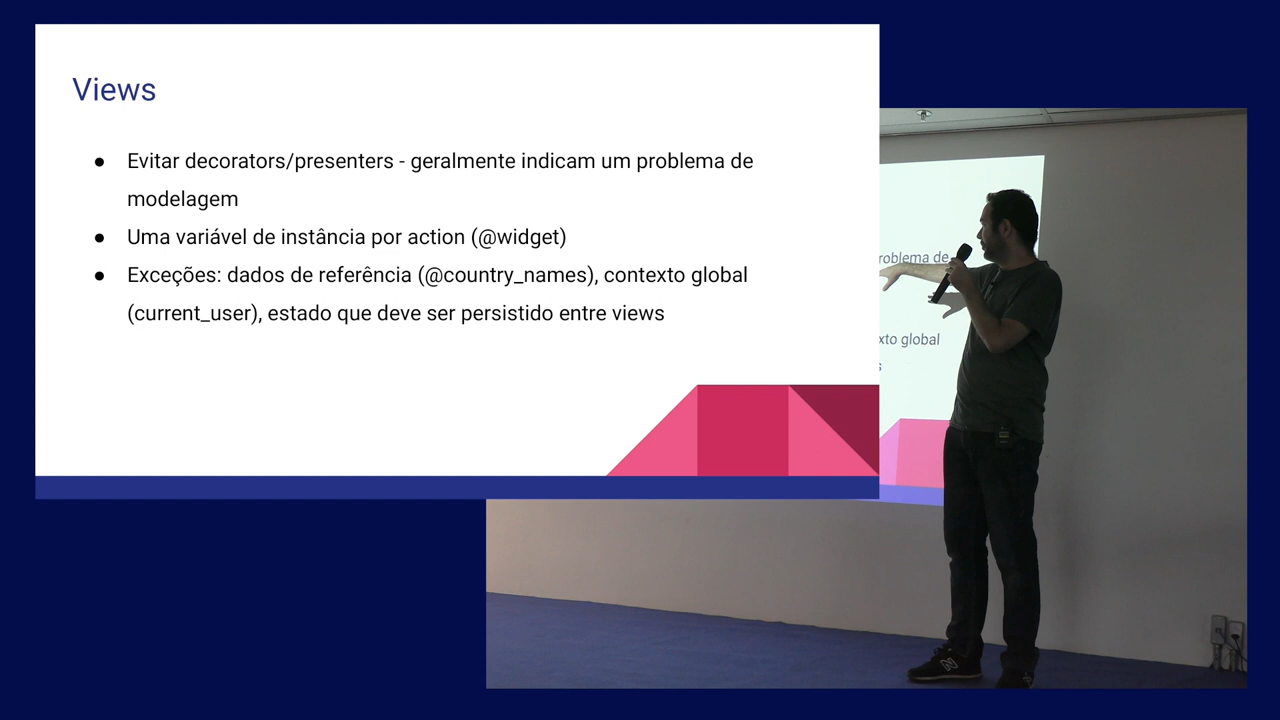 Views
● Evitar decorators/presenters - geralmente indicam um problema de
modelagem
● Uma variável de instância por action (@widget)
● Exceções: dados de referência (@country_names), contexto global
(current_user), estado que deve ser persistido entre views
roblema de
xto global
s